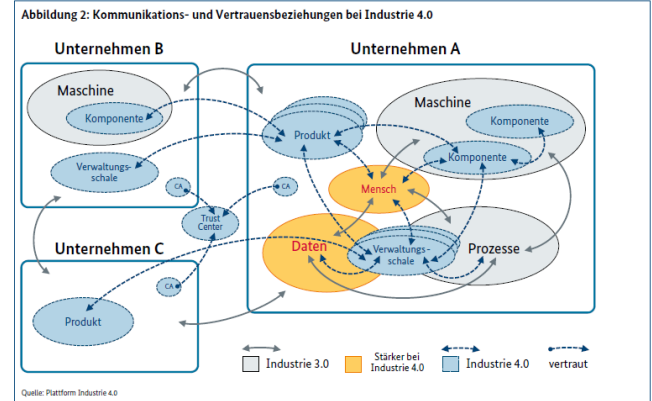 Abbildung 2: Kommunikations- und Vertrauensbeziehungen bei Industrie 4.0
Unternehmen B
Unternehmen A
Maschine
Komponente
Verwaltungs-
schale
CA
Produkt
Maschine
Komponente
Komponente
CA
Mensch
Trust
Center
Unternehmen C
Daten
Verwaltungs-
schale
Prozesse
CA
Produkt
Industrie 3.0
Stärker bei
Industrie 4.0
Industrie 4.0
vertraut
Quelle: Plattform Industrie 4.0